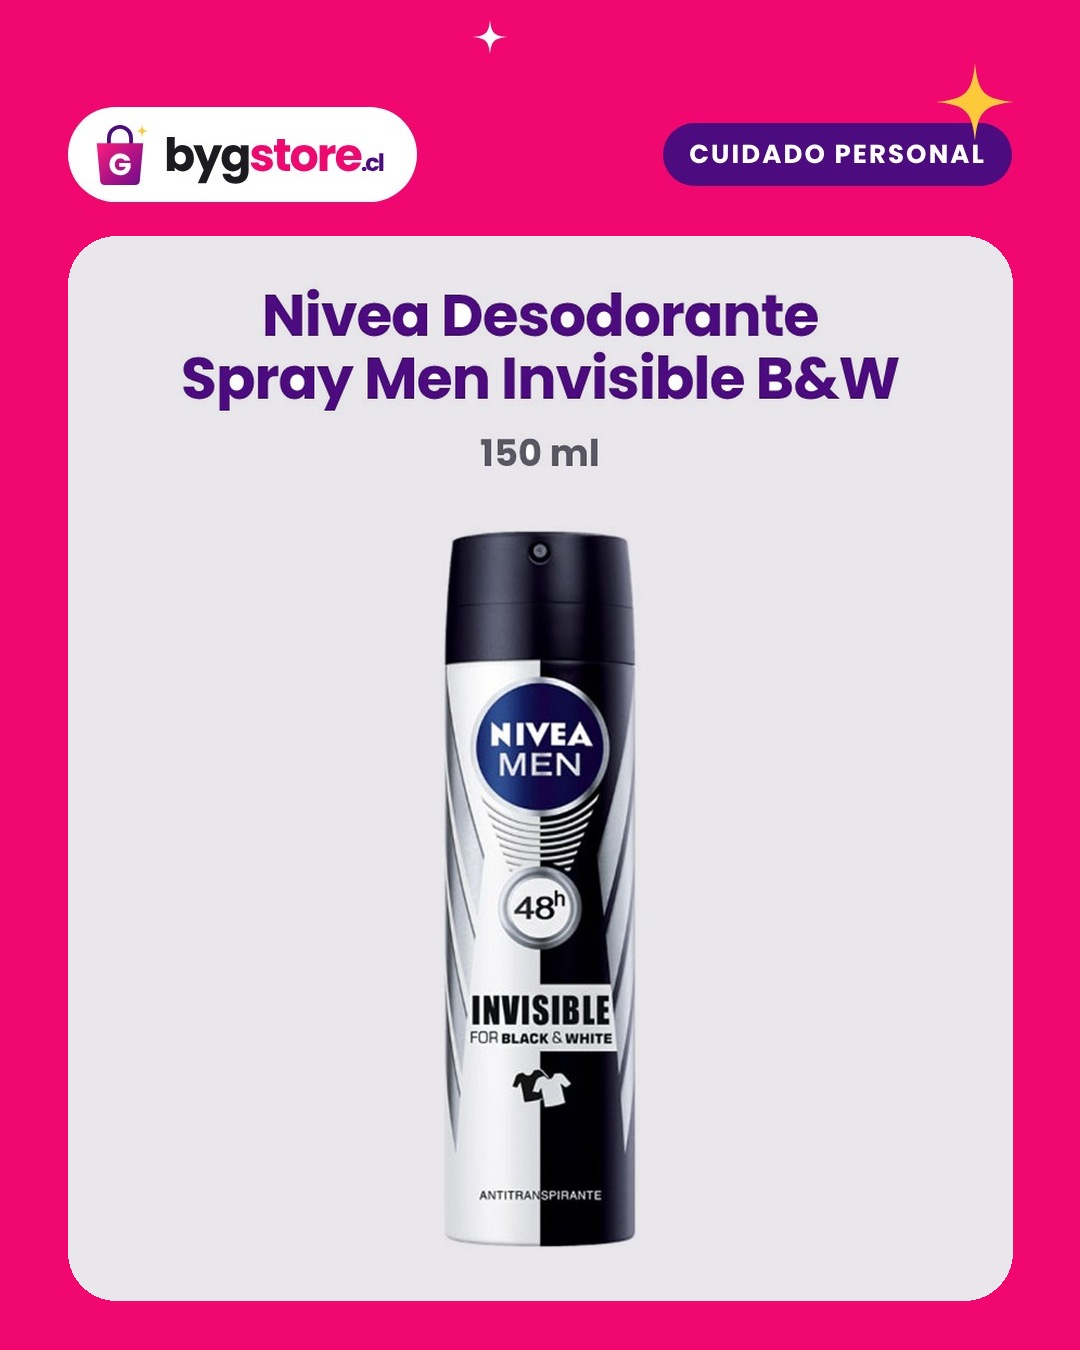 G
bygstore.cl
CUIDADO PERSONAL
Nivea Desodorante
Spray Men Invisible B&W
150 ml
NIVEA
MEN
48h
INVISIBLE
FOR BLACK & WHITE
ANTITRANSPIRANTE